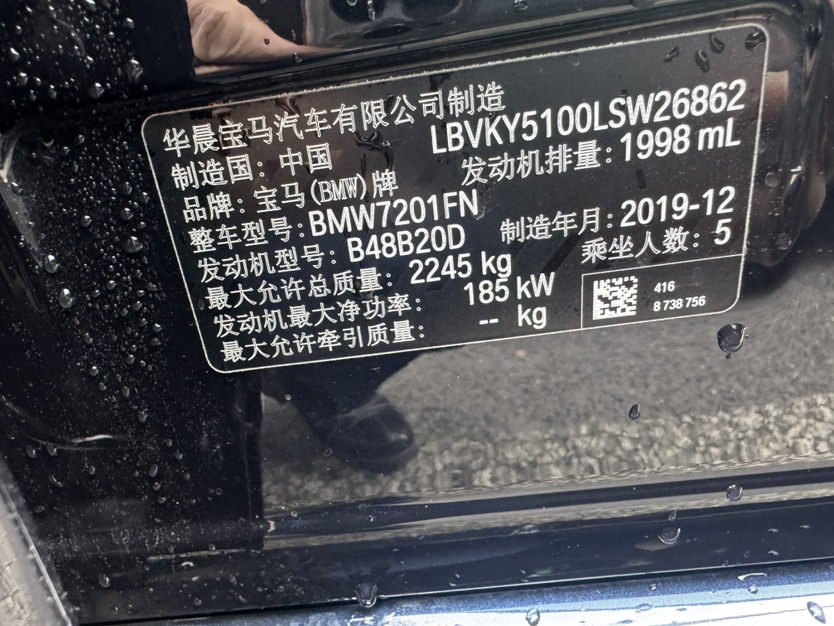 华晨宝马汽车有限公司制造
制造国：中国 LBVKY5100LSW26862
品牌：宝马(BMW)牌 发动机排量：1998 mL
整车型号：BMW7201FN
发动机型号：B48B20D 制造年月：2019-12
最大允许总质量：2245 kg 乘坐人数：5
发动机最大净功率：185 kW
最大允许牵引质量：-- kg
416
8 738 756